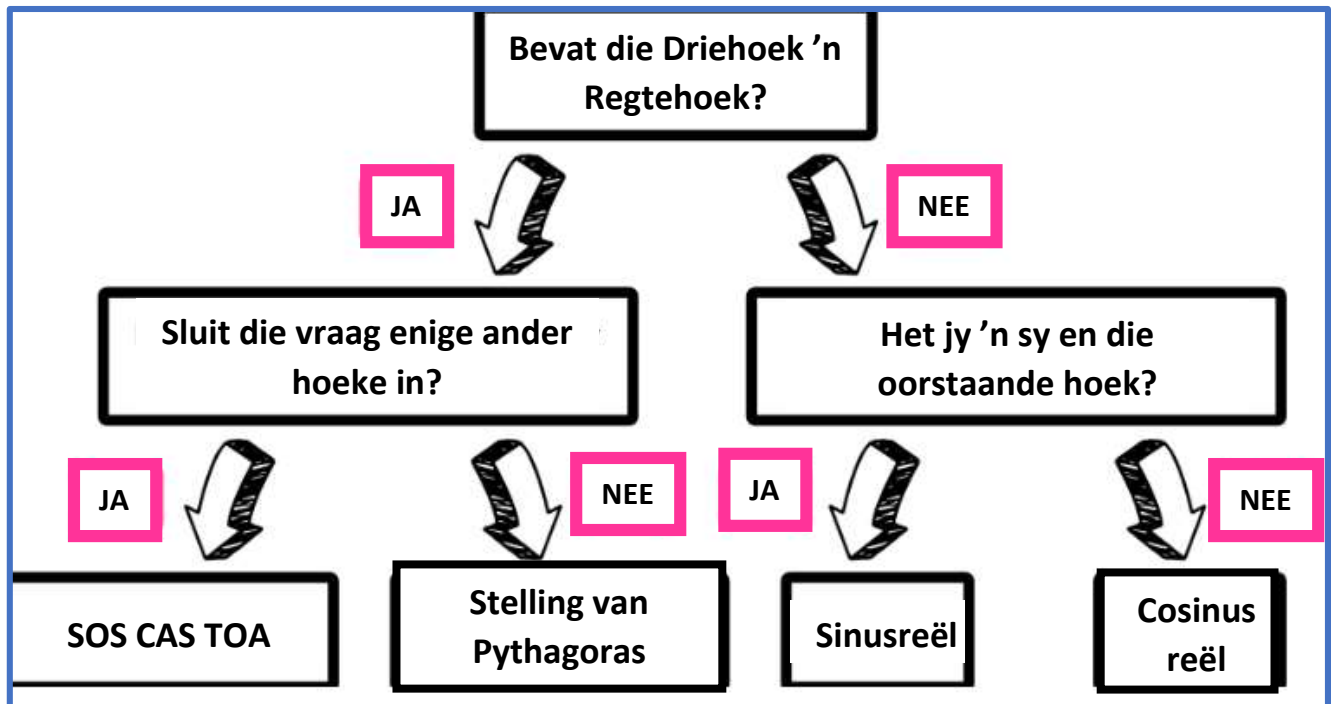 Bevat die Driehoek ’n
Regtehoek?
JA
NEE
Sluit die vraag enige ander
hoeke in?
Het jy ’n sy en die
oorstaande hoek?
JA
NEE
JA
NEE
SOS CAS TOA
Stelling van
Pythagoras
Sinusreël
Cosinus
reël